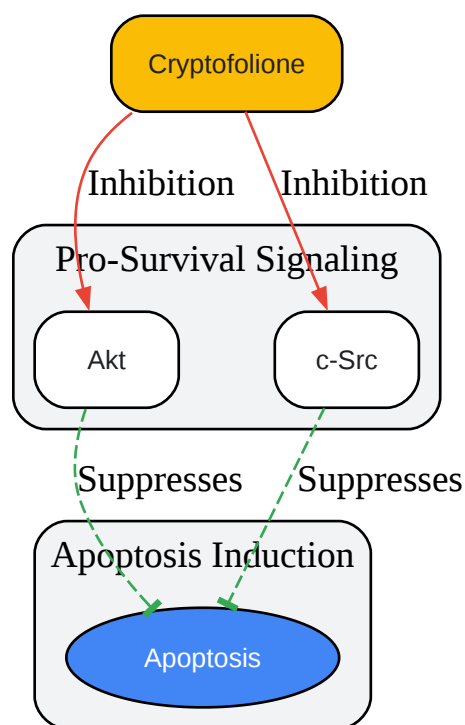 Cryptofolione
Inhibition Inhibition
Pro-Survival Signaling
Akt c-Src
Suppresses Suppresses
Apoptosis Induction
Apoptosis